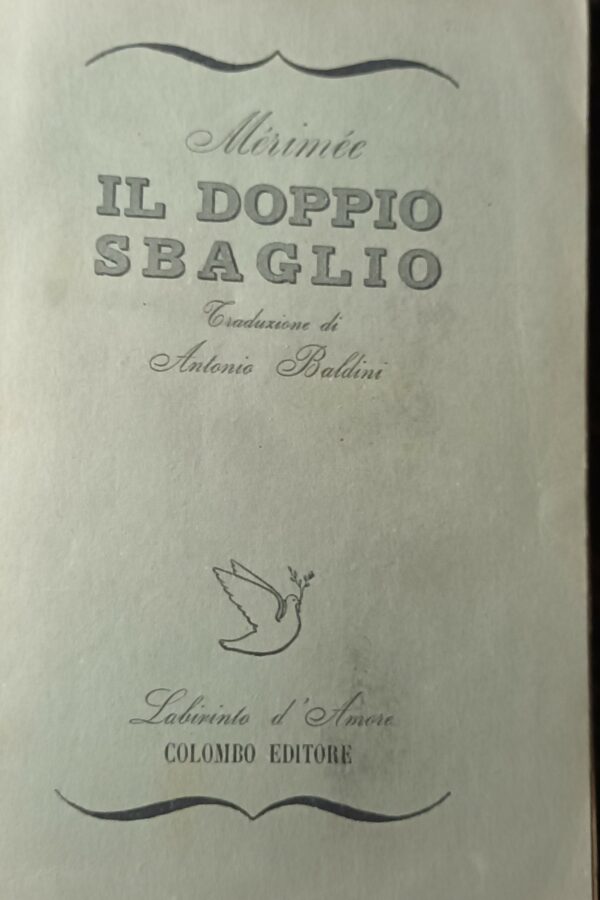 Mérimée
IL DOPPIO
SBAGLIO
Traduzione di
Antonio Baldini
Labirinto d'Amore
COLOMBO EDITORE